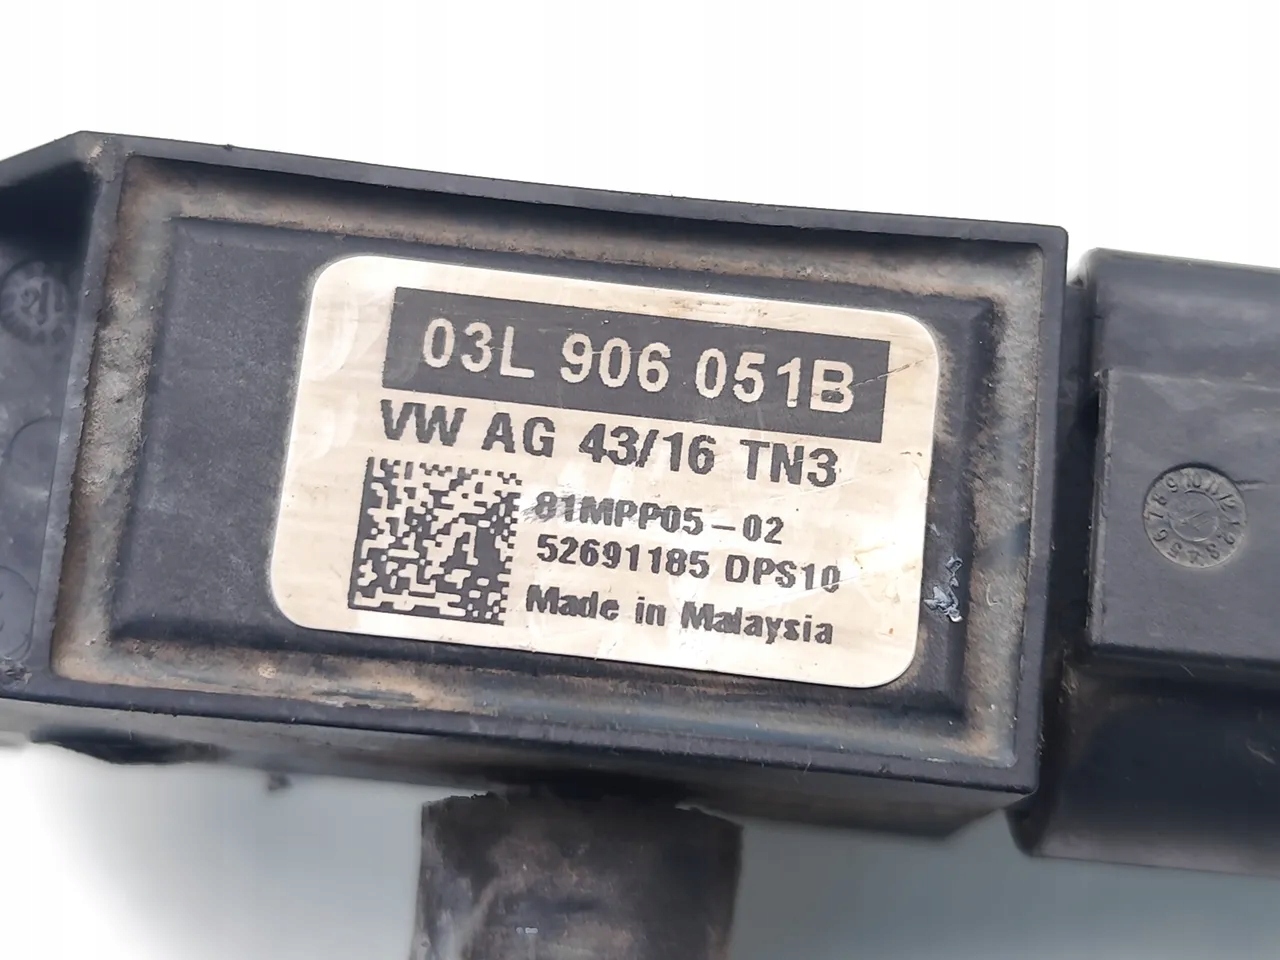 03L 906 051B
VW AG 43/16 TN3
81MPP05-02
52691185 DPS10
Made in Malaysia